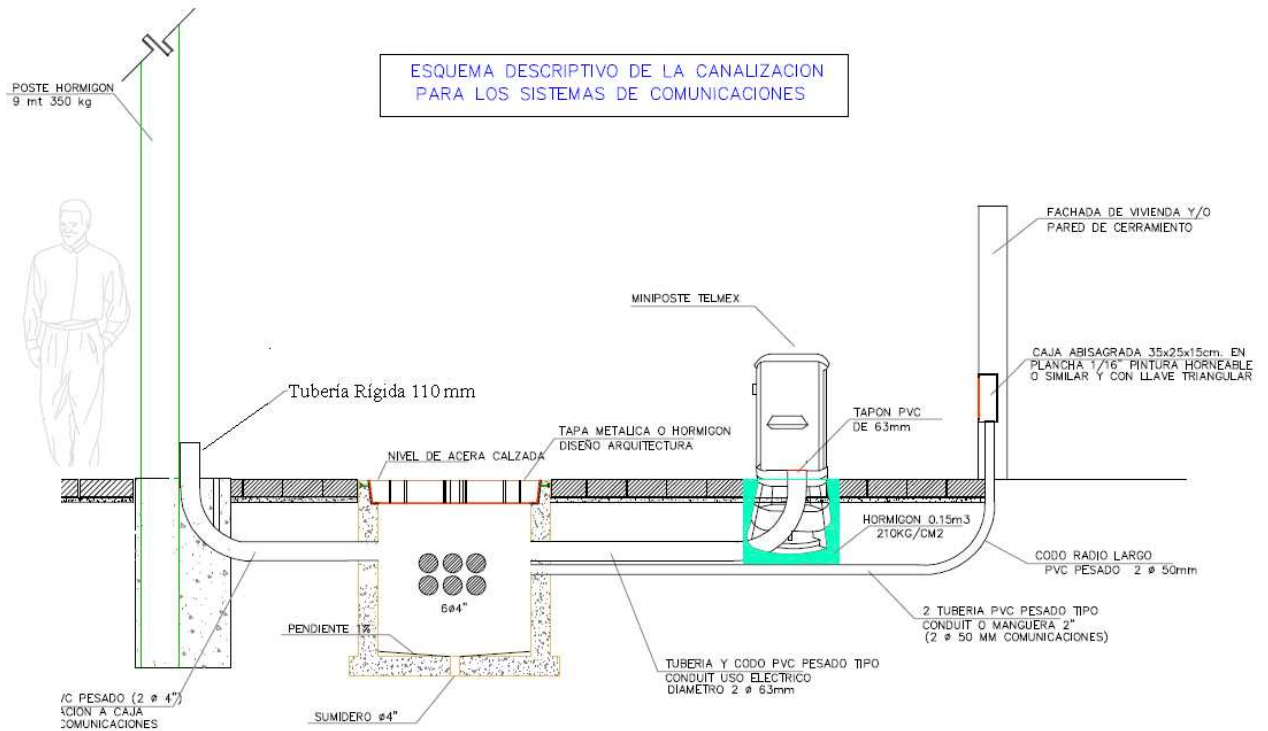 ESQUEMA DESCRIPTIVO DE LA CANALIZACION
PARA LOS SISTEMAS DE COMUNICACIONES
POSTE HORMIGON
9 mt 350 kg
FACHADA DE VIVIENDA Y/O
PARED DE CERRAMIENTO
MINIPOSTE TELMEX
CAJA ABISAGRADA 35x25x15cm. EN
PLANCHA 1/16" PINTURA HORNEABLE
O SIMILAR Y CON LLAVE TRIANGULAR
Tubería Rígida 110 mm
TAPON PVC
DE 63mm
TAPA METALICA O HORMIGON
DISEÑO ARQUITECTURA
NIVEL DE ACERA CALZADA
HORMIGON 0.15m3
210KG/CM2
CODO RADIO LARGO
PVC PESADO 2 ø 50mm
6ø4"
2 TUBERIA PVC PESADO TIPO
CONDUIT O MANGUERA 2"
(2 ø 50 MM COMUNICACIONES)
PENDIENTE 1%
TUBERIA Y CODO PVC PESADO TIPO
CONDUIT USO ELECTRICO
DIAMETRO 2 ø 63mm
VC PESADO (2 ø 4")
ACION A CAJA
COMUNICACIONES
SUMIDERO ø4"